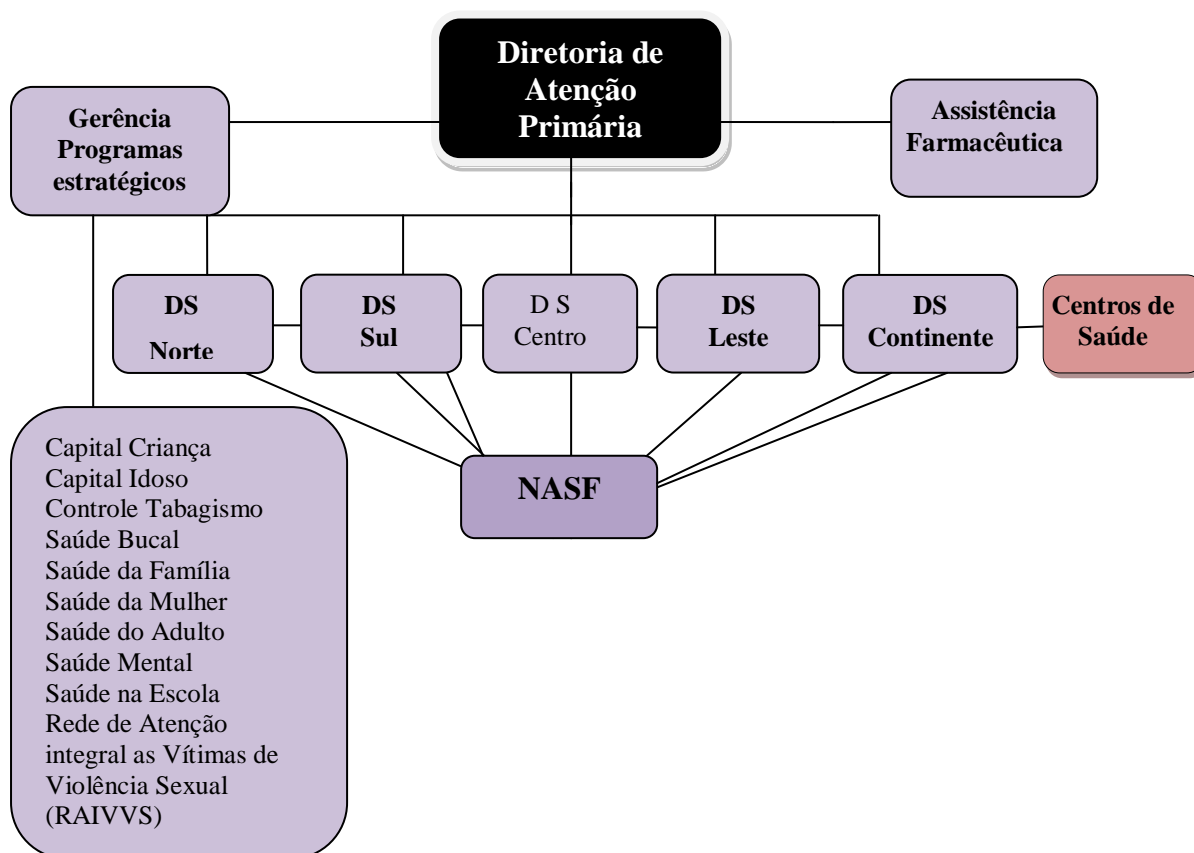 Diretoria de
Atenção
Primária
Gerência
Programas
estratégicos
Assistência
Farmacêutica
DS
Norte
DS
Sul
D S
Centro
DS
Leste
DS
Continente
Centros de
Saúde
NASF
Capital Criança
Capital Idoso
Controle Tabagismo
Saúde Bucal
Saúde da Família
Saúde da Mulher
Saúde do Adulto
Saúde Mental
Saúde na Escola
Rede de Atenção
integral as Vítimas de
Violência Sexual
(RAIVVS)